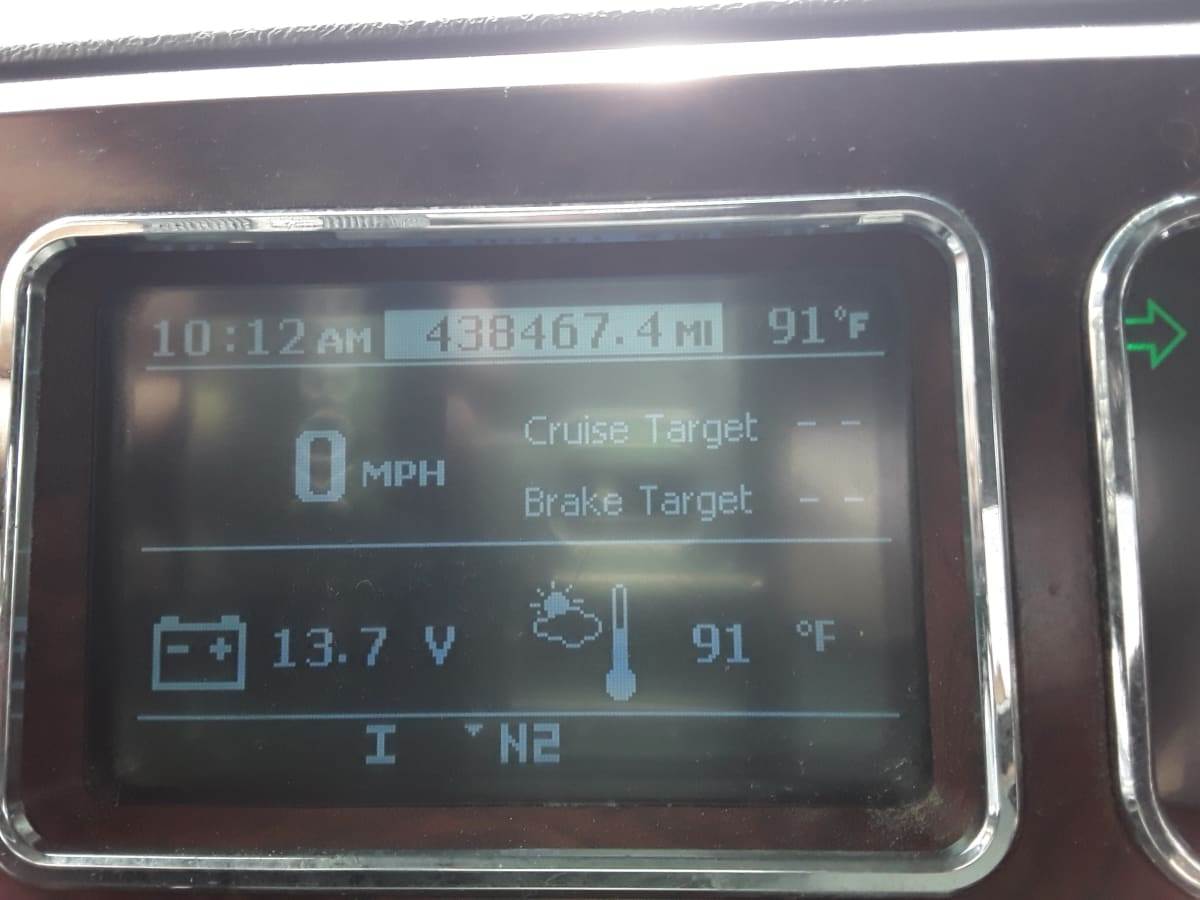 10:12 AM 438467.4 MI 91°F
0 MPH
Cruise Target - -
Brake Target - -
- + 13.7 V 91 °F
I N2